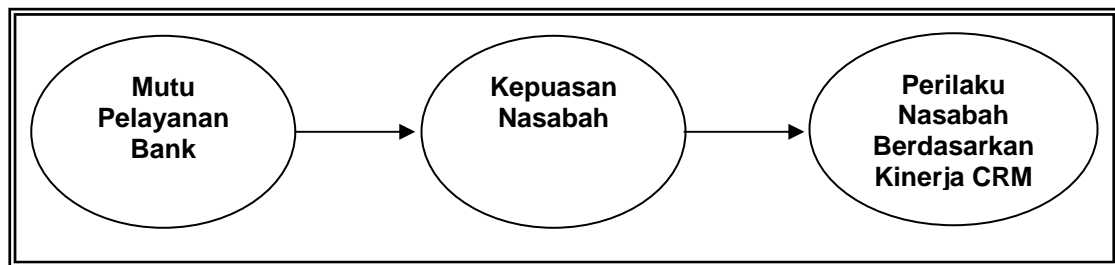 Mutu
Pelayanan
Bank
Kepuasan
Nasabah
Perilaku
Nasabah
Berdasarkan
Kinerja CRM